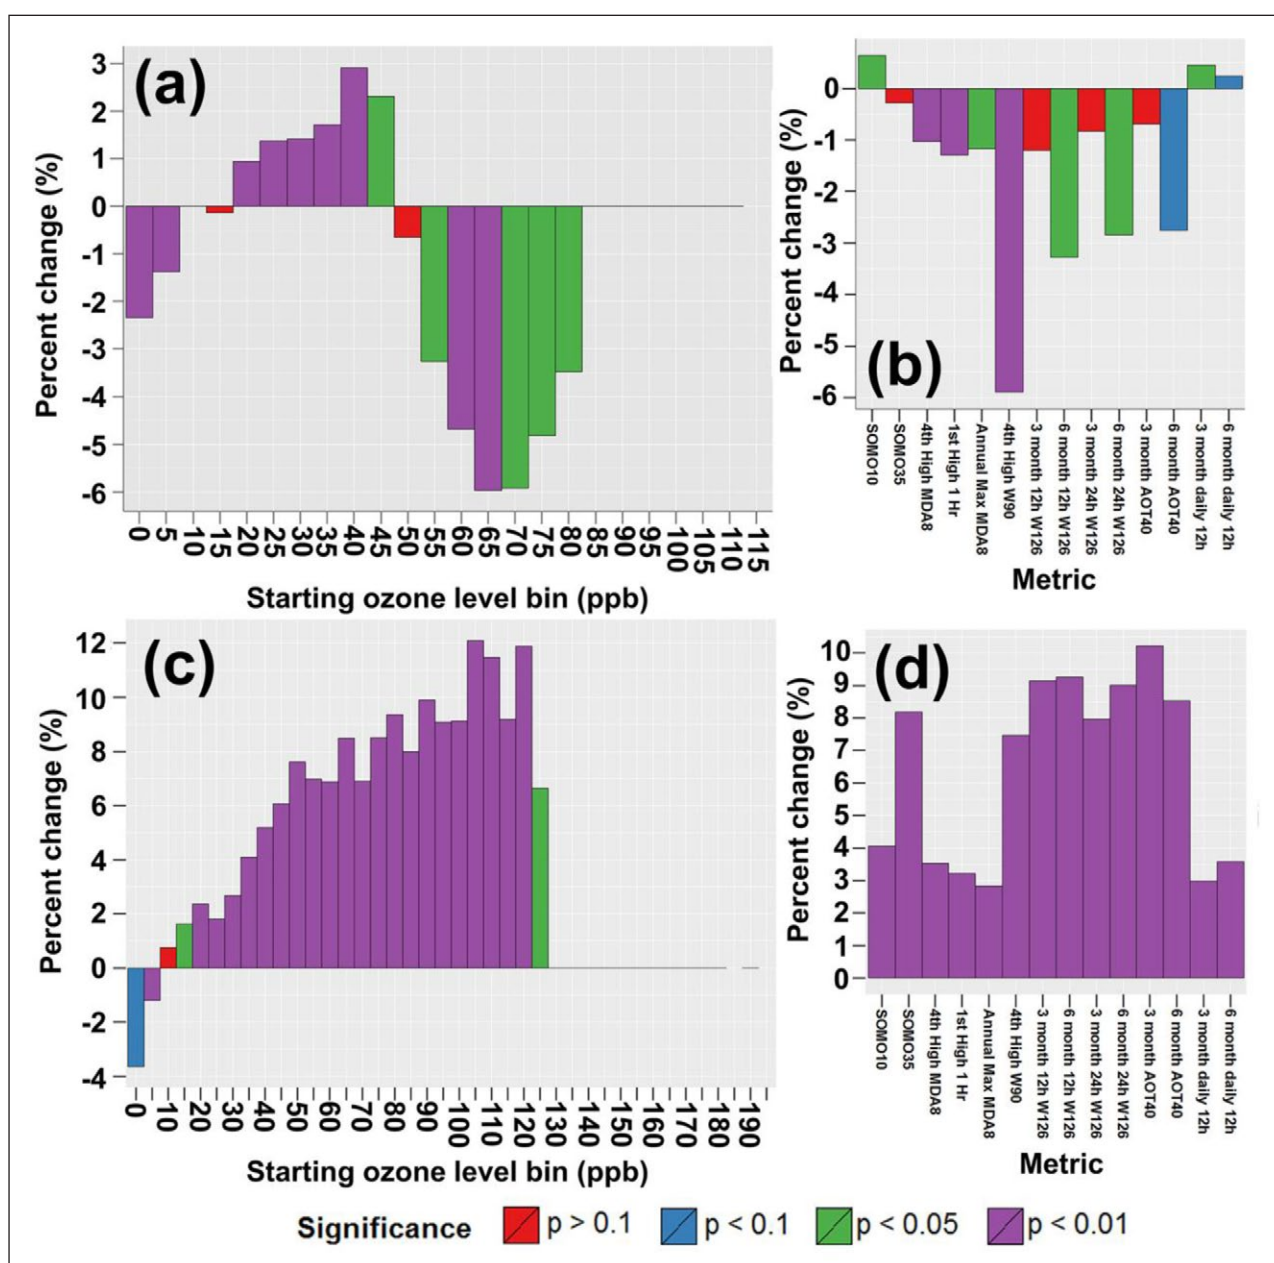 (a)
Percent change (%)
3
2
1
0
-1
-2
-3
-4
-5
-6
0 5 10 15 20 25 30 35 40 45 50 55 60 65 70 75 80 85 90 95 100 105 110 115
Starting ozone level bin (ppb)
(b)
Percent change (%)
0
-1
-2
-3
-4
-5
-6
SOMO10
SOMO35
4th High MDA8
1st High 1 Hr
Annual Max MDA8
4th High W90
3 month 12h W126
6 month 12h W126
3 month 24h W126
6 month 24h W126
3 month AOT40
6 month AOT40
3 month daily 12h
6 month daily 12h
Metric
(c)
Percent change (%)
12
10
8
6
4
2
0
-2
-4
0 10 20 30 40 50 60 70 80 90 100 110 120 130 140 150 160 170 180 190
Starting ozone level bin (ppb)
(d)
Percent change (%)
10
9
8
7
6
5
4
3
2
1
0
SOMO10
SOMO35
4th High MDA8
1st High 1 Hr
Annual Max MDA8
4th High W90
3 month 12h W126
6 month 12h W126
3 month 24h W126
6 month 24h W126
3 month AOT40
6 month AOT40
3 month daily 12h
6 month daily 12h
Metric
Significance p > 0.1 p < 0.1 p < 0.05 p < 0.01